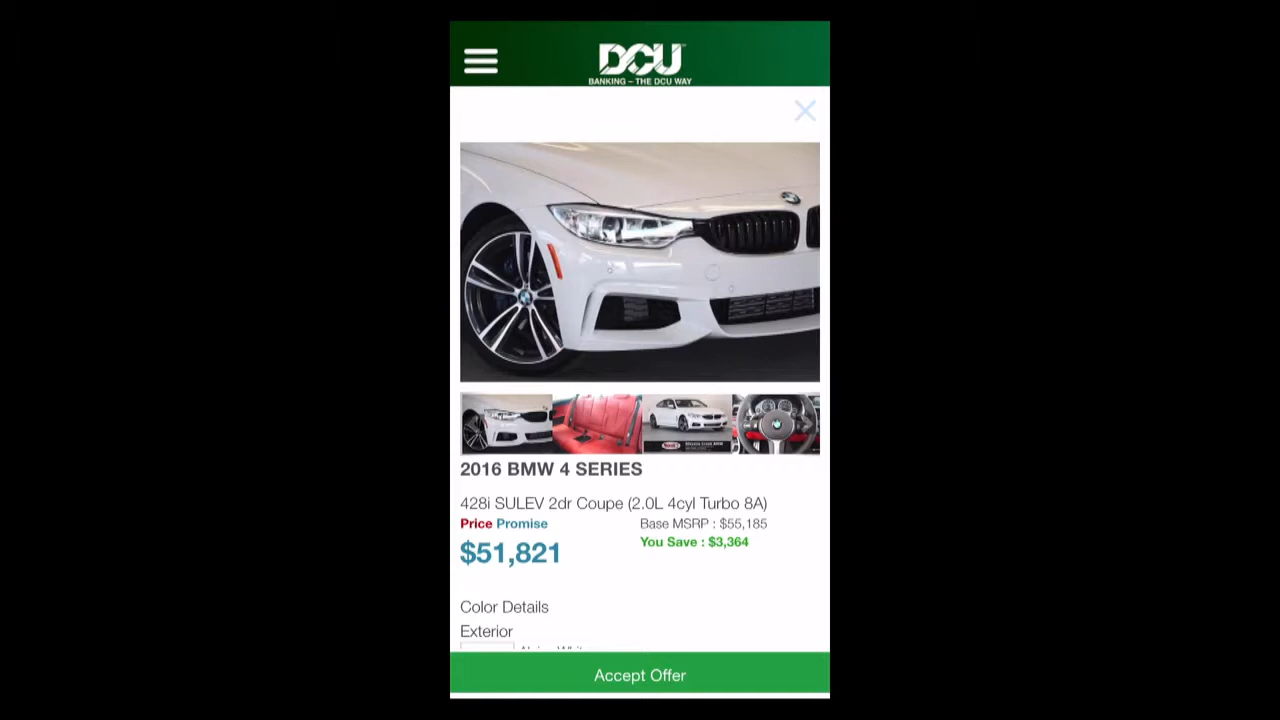 DCU
BANKING – THE DCU WAY
2016 BMW 4 SERIES
428i SULEV 2dr Coupe (2.0L 4cyl Turbo 8A)
Price Promise
Base MSRP : $55,185
$51,821
You Save : $3,364
Color Details
Exterior
Accept Offer